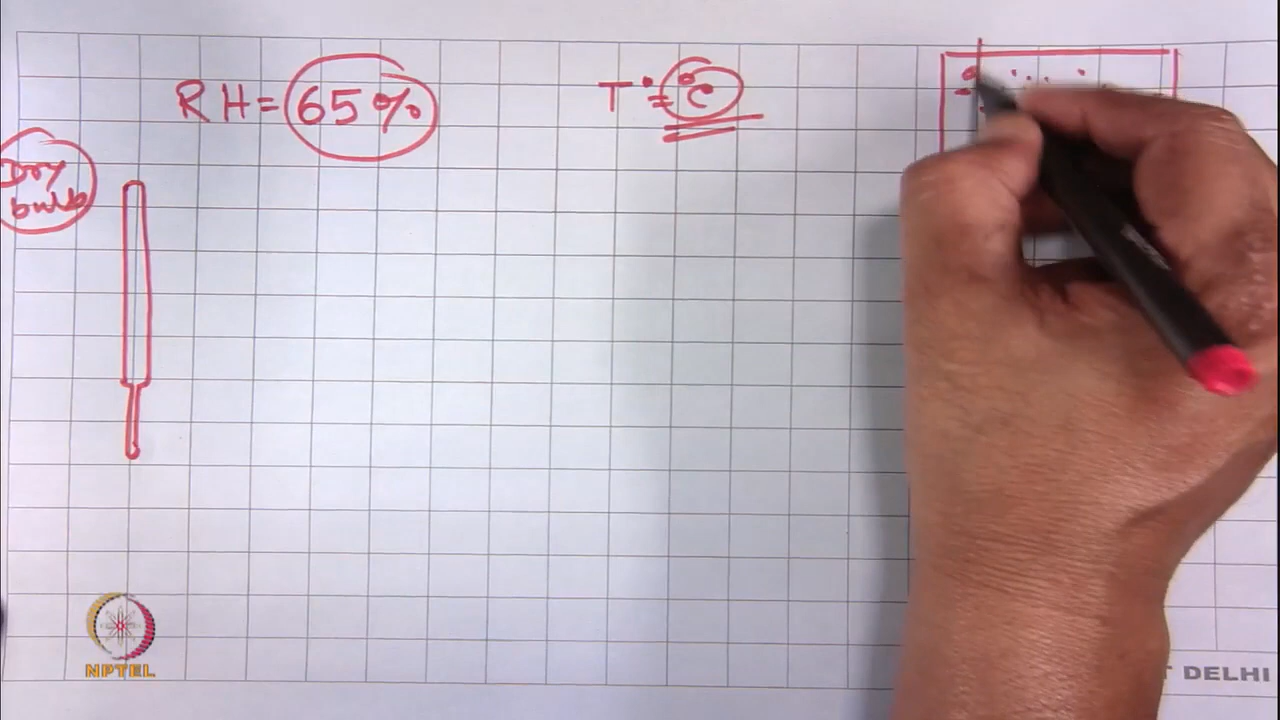 RH = 65%
T° = °C
Dry
bulb
NPTEL
DELHI